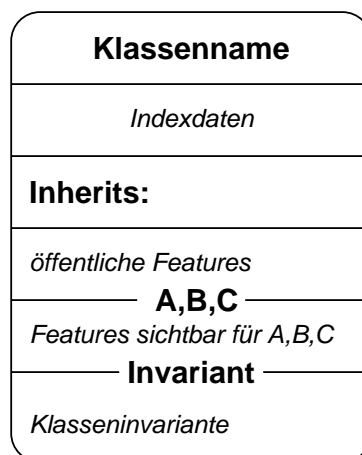 Klassenname
Indexdaten
Inherits:
öffentliche Features
A,B,C
Features sichtbar für A,B,C
Invariant
Klasseninvariante